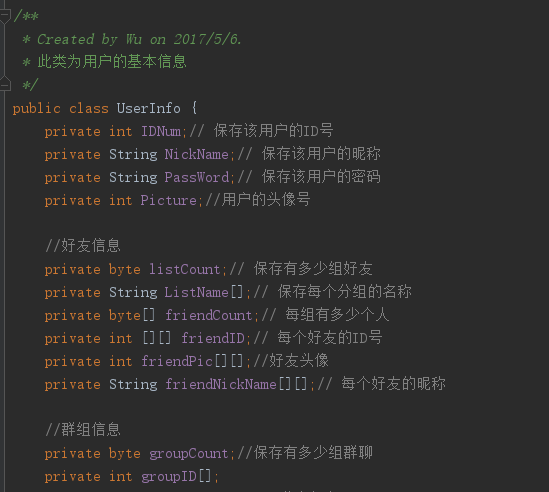 /**
 * Created by Wu on 2017/5/6.
 * 此类为用户的基本信息
 */
public class UserInfo {
    private int IDNum;// 保存该用户的ID号
    private String NickName;// 保存该用户的昵称
    private String PassWord;// 保存该用户的密码
    private int Picture;//用户的头像号
    //好友信息
    private byte listCount;// 保存有多少组好友
    private String ListName[];// 保存每个分组的名称
    private byte[] friendCount;// 每组有多少个人
    private int [][] friendID;// 每个好友的ID号
    private int friendPic[][];//好友头像
    private String friendNickName[][];// 每个好友的昵称
    //群组信息
    private byte groupCount;//保存有多少组群聊
    private int groupID[];